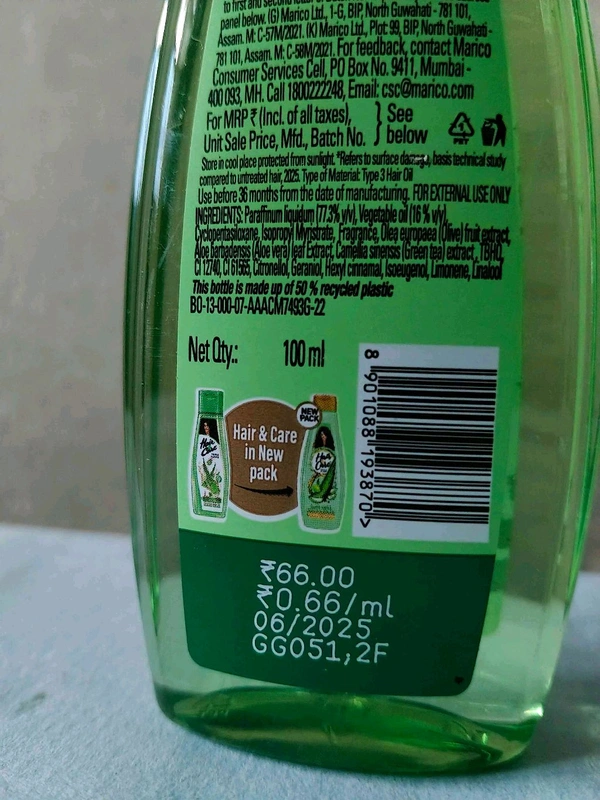 to first and second letter of
panel below. (G) Marico Ltd., 1-G, BIP, North Guwahati - 781 101,
Assam. M: C-57M/2021. (K) Marico Ltd., Plot: 99, BIP, North Guwahati -
781 101, Assam. M: C-58M/2021. For feedback, contact Marico
Consumer Services Cell, PO Box No. 9411, Mumbai -
400 093, MH. Call 1800222248, Email: csc@marico.com
For MRP ₹ (Incl. of all taxes),
Unit Sale Price, Mfd., Batch No.
See
below
PET
Store in cool place protected from sunlight. *Refers to surface damage, basis technical study
compared to untreated hair, 2025. Type of Material: Type 3 Hair Oil
Use before 36 months from the date of manufacturing. FOR EXTERNAL USE ONLY
INGREDIENTS: Paraffinum liquidum (77.3% v/v), Vegetable oil (16 % v/v),
Cyclopentasiloxane, Isopropyl Myristrate, Fragrance, Olea europaea (Olive) fruit extract,
Aloe barbadensis (Aloe vera) leaf Extract, Camellia sinensis (Green tea) extract, TBHQ,
CI 12740, CI 61565, Citronellol, Geraniol, Hexyl cinnamal, Isoeugenol, Limonene, Linalool
This bottle is made up of 50 % recycled plastic
BO-13-000-07-AAACM7493G-22
Net Qty.: 100 ml
8 901088 193870 >
NEW
PACK
Hair & Care
in New
pack
Hair & Care
Hair & Care
₹66.00
₹0.66/ml
06/2025
GG051,2F